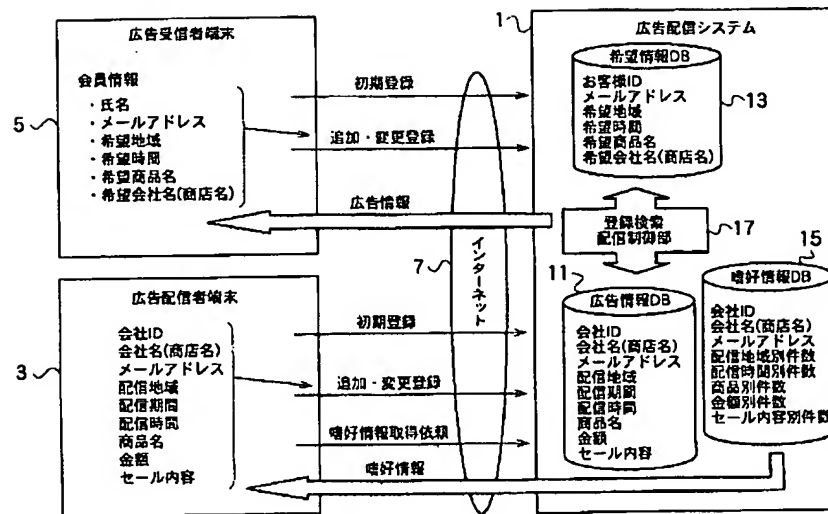 広告受信者端末
会員情報
・氏名
・メールアドレス
・希望地域
・希望時間
・希望商品名
・希望会社名(商店名)
5
初期登録
追加・変更登録
広告情報
1
広告配信システム
希望情報DB
お客様ID
メールアドレス
希望地域
希望時間
希望商品名
希望会社名(商店名)
13
登録検索
配信制御部
17
7
インターネット
広告配信者端末
会社ID
会社名(商店名)
メールアドレス
配信地域
配信期間
配信時間
商品名
金額
セール内容
3
初期登録
追加・変更登録
嗜好情報取得依頼
嗜好情報
11
広告情報DB
会社ID
会社名(商店名)
メールアドレス
配信地域
配信期間
配信時間
商品名
金額
セール内容
15
嗜好情報DB
会社ID
会社名(商店名)
メールアドレス
配信地域別件数
配信時間別件数
商品別件数
金額別件数
セール内容別件数